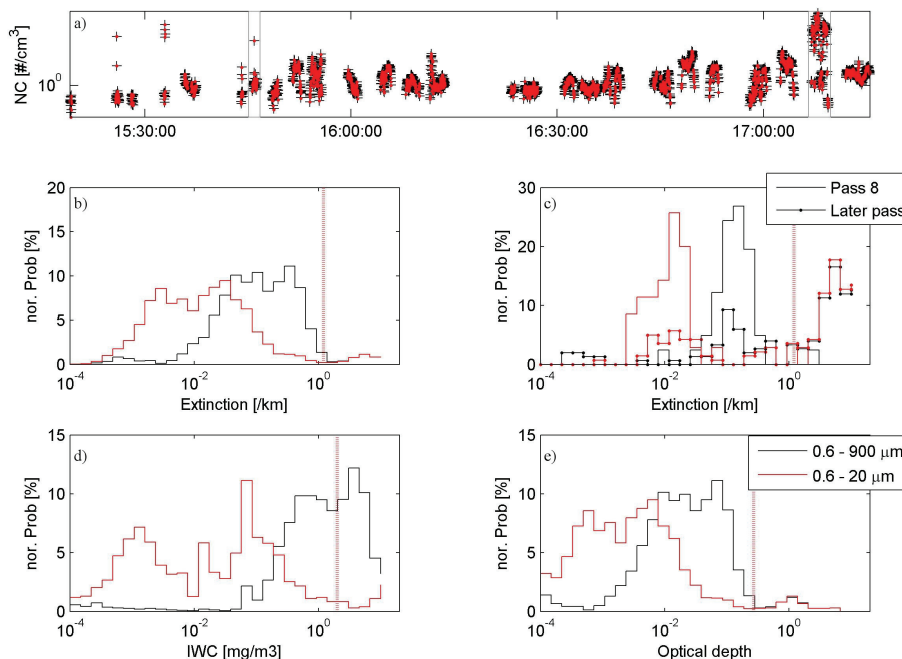 a)
NC [#/cm³]
10⁰
15:30:00 16:00:00 16:30:00 17:00:00
b)
nor. Prob [%]
20
15
10
5
0
10⁻⁴ 10⁻² 10⁰
Extinction [/km]
c)
nor. Prob [%]
30
20
10
0
10⁻⁴ 10⁻² 10⁰
Extinction [/km]
Pass 8
Later pass
d)
nor. Prob [%]
15
10
5
0
10⁻⁴ 10⁻² 10⁰
IWC [mg/m3]
e)
nor. Prob [%]
15
10
5
0
10⁻⁴ 10⁻² 10⁰
Optical depth
0.6 - 900 μm
0.6 - 20 μm